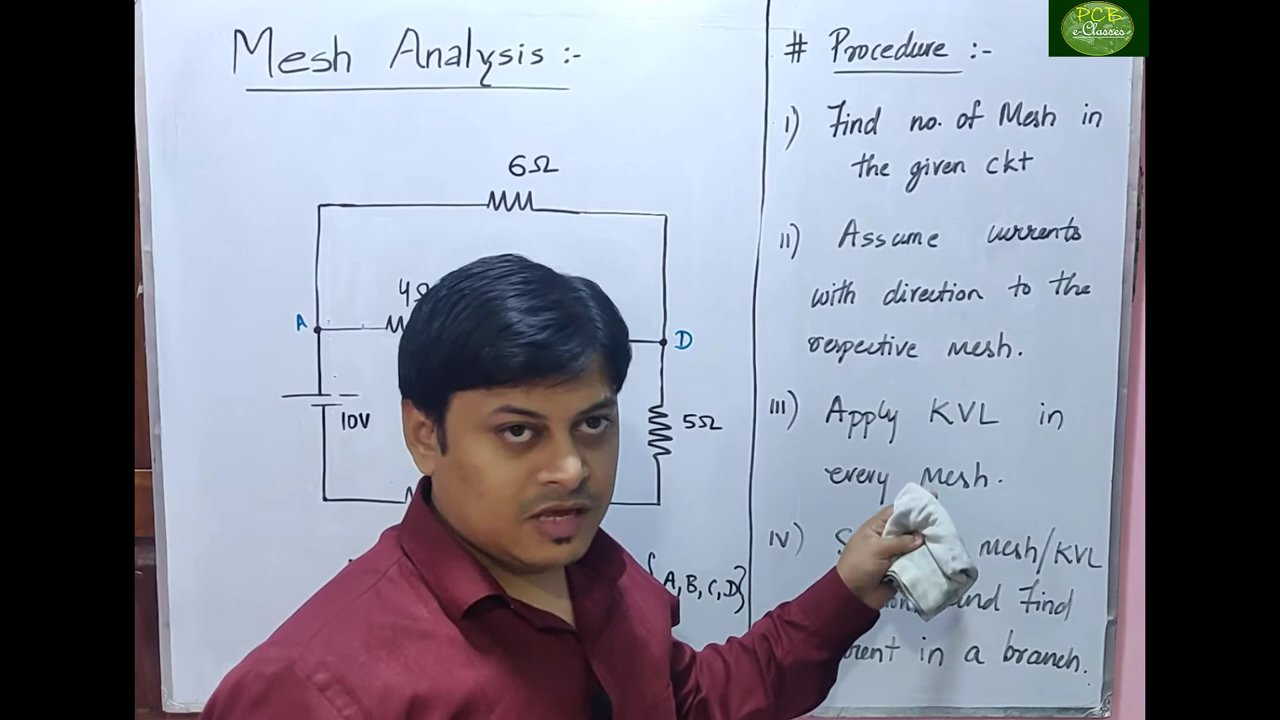 Mesh Analysis :-
6Ω
4Ω
A
D
10V
5Ω
A, B, C, D}
# Procedure :-
i) Find no. of Mesh in
the given ckt
ii) Assume currents
with direction to the
respective mesh.
iii) Apply KVL in
every Mesh.
iv) mesh/KVL
and Find
in a branch.
PCB
e-Classes